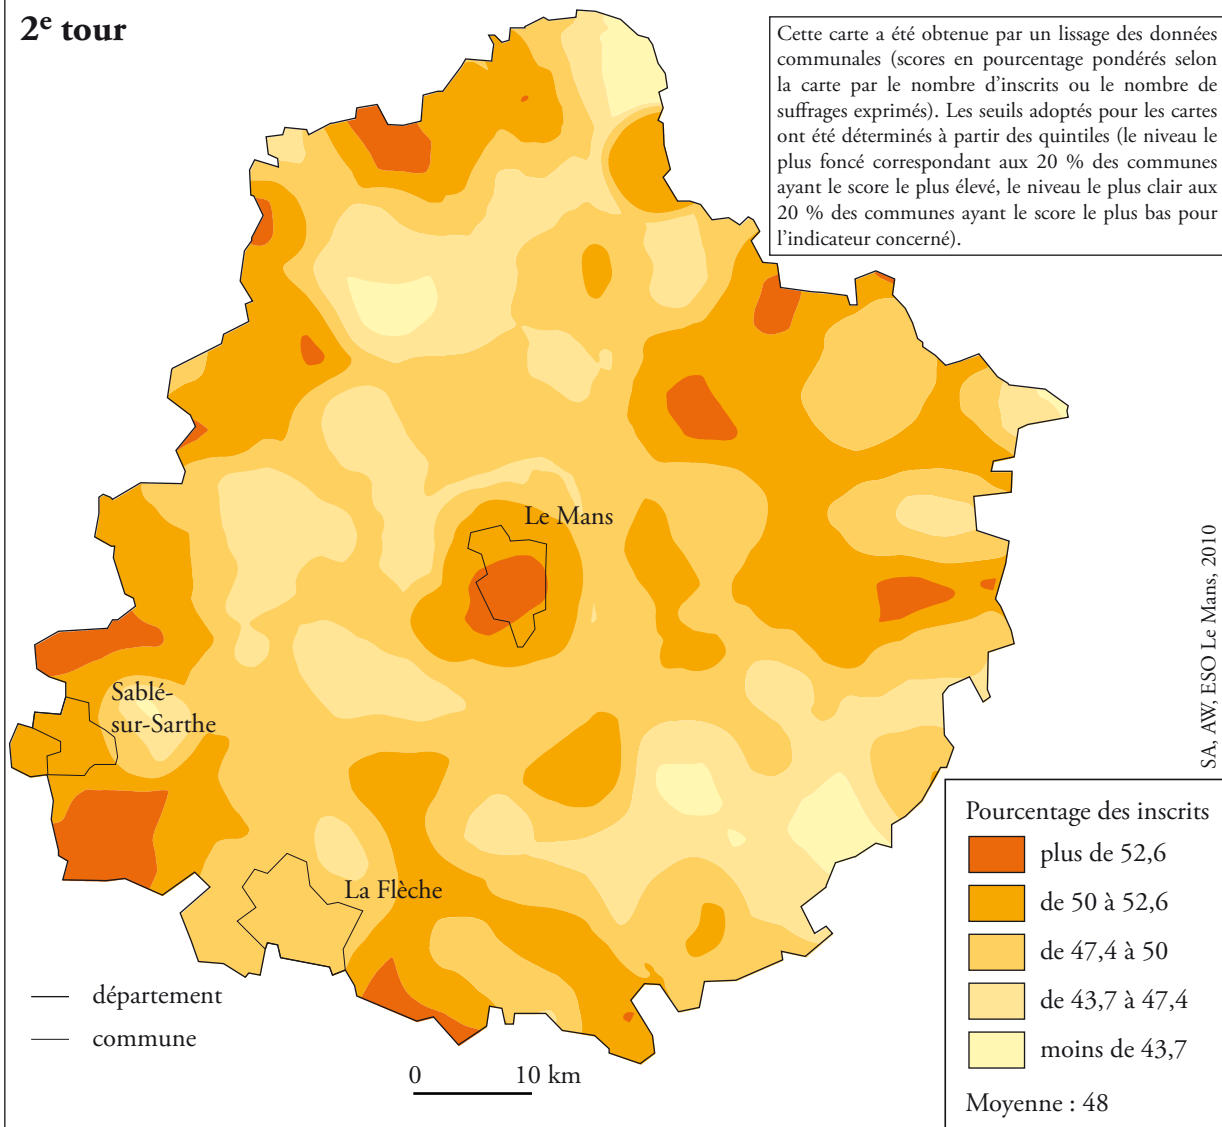 2e tour
Cette carte a été obtenue par un lissage des données
communales (scores en pourcentage pondérés selon
la carte par le nombre d'inscrits ou le nombre de
suffrages exprimés). Les seuils adoptés pour les cartes
ont été déterminés à partir des quintiles (le niveau le
plus foncé correspondant aux 20 % des communes
ayant le score le plus élevé, le niveau le plus clair aux
20 % des communes ayant le score le plus bas pour
l'indicateur concerné).
Le Mans
Sablé-
sur-Sarthe
La Flèche
SA, AW, ESO Le Mans, 2010
Pourcentage des inscrits
plus de 52,6
de 50 à 52,6
de 47,4 à 50
de 43,7 à 47,4
moins de 43,7
Moyenne : 48
département
commune
0 10 km